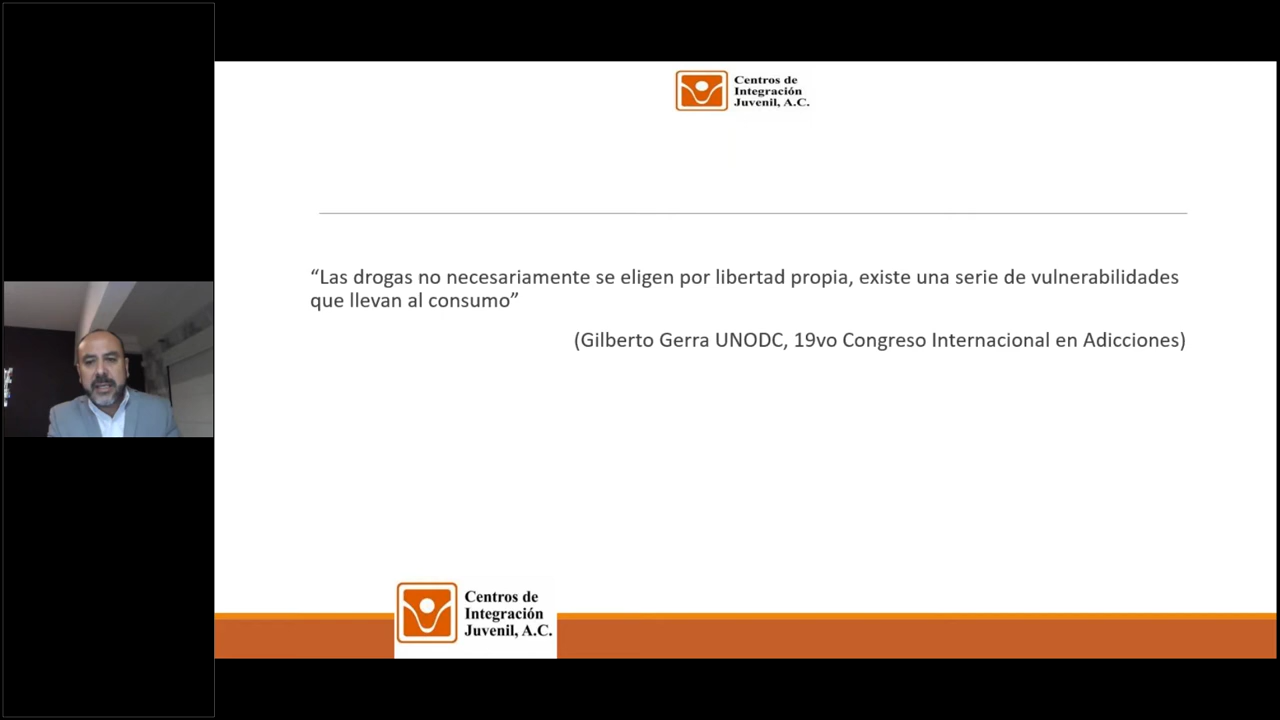 Centros de
Integración
Juvenil, A.C.
“Las drogas no necesariamente se eligen por libertad propia, existe una serie de vulnerabilidades
que llevan al consumo”
(Gilberto Gerra UNODC, 19vo Congreso Internacional en Adicciones)
Centros de
Integración
Juvenil, A.C.